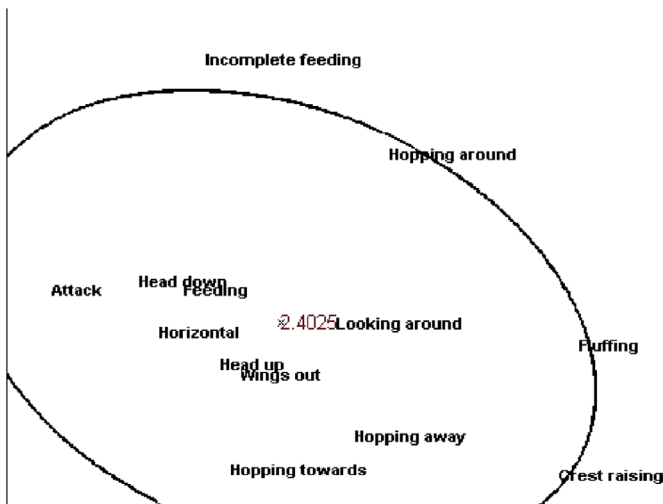 Incomplete feeding
Hopping around
Head down
Attack
Feeding
2.4025
Looking around
Horizontal
Fluffing
Head up
Wings out
Hopping away
Hopping towards
Crest raising